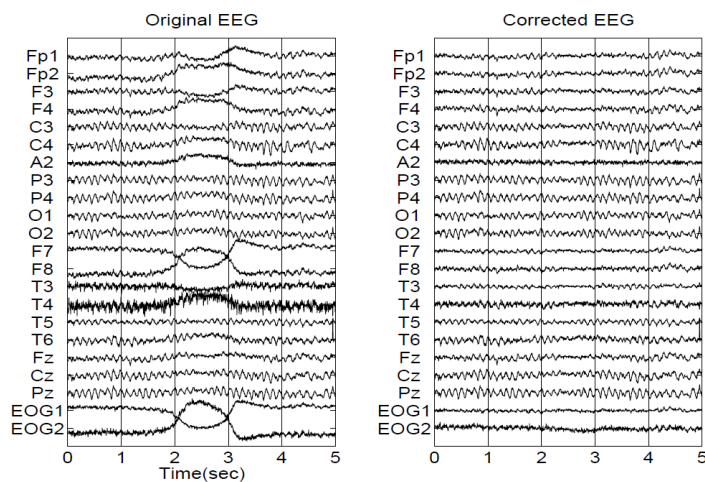 Original EEG
Fp1
Fp2
F3
F4
C3
C4
A2
P3
P4
O1
O2
F7
F8
T3
T4
T5
T6
Fz
Cz
Pz
EOG1
EOG2
0 1 2 3 4 5
Time(sec)
Corrected EEG
Fp1
Fp2
F3
F4
C3
C4
A2
P3
P4
O1
O2
F7
F8
T3
T4
T5
T6
Fz
Cz
Pz
EOG1
EOG2
0 1 2 3 4 5